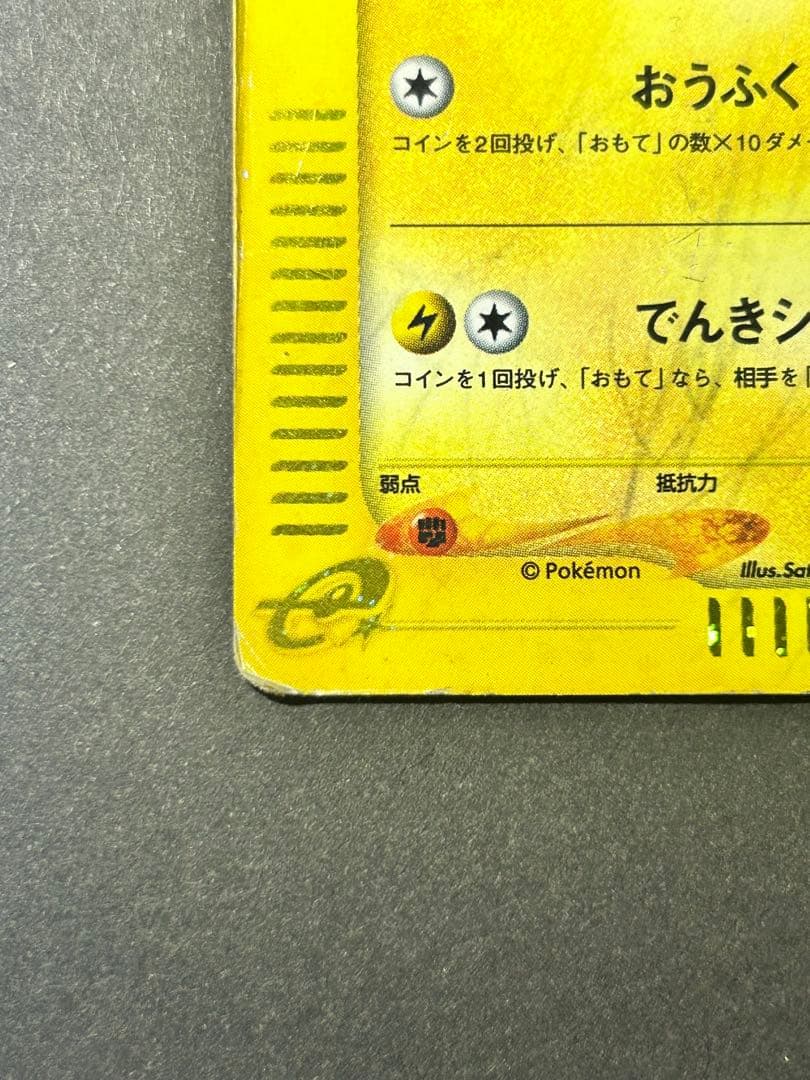 おうふく
コインを2回投げ、「おもて」の数×10ダメ
でんきシ
コインを1回投げ、「おもて」なら、相手を「
弱点
抵抗力
© Pokémon
Illus.Sat